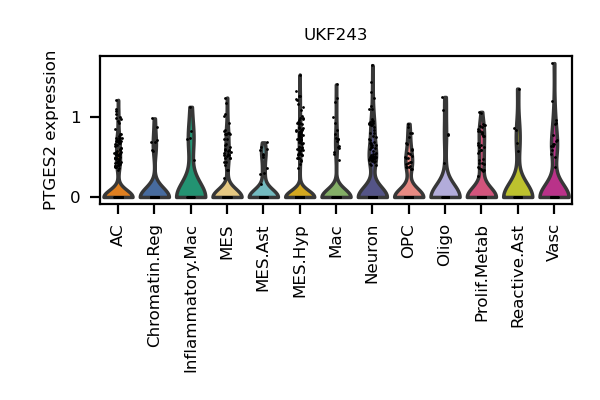 UKF243
PTGES2 expression
1
0
AC
Chromatin.Reg
Inflammatory.Mac
MES
MES.Ast
MES.Hyp
Mac
Neuron
OPC
Oligo
Prolif.Metab
Reactive.Ast
Vasc